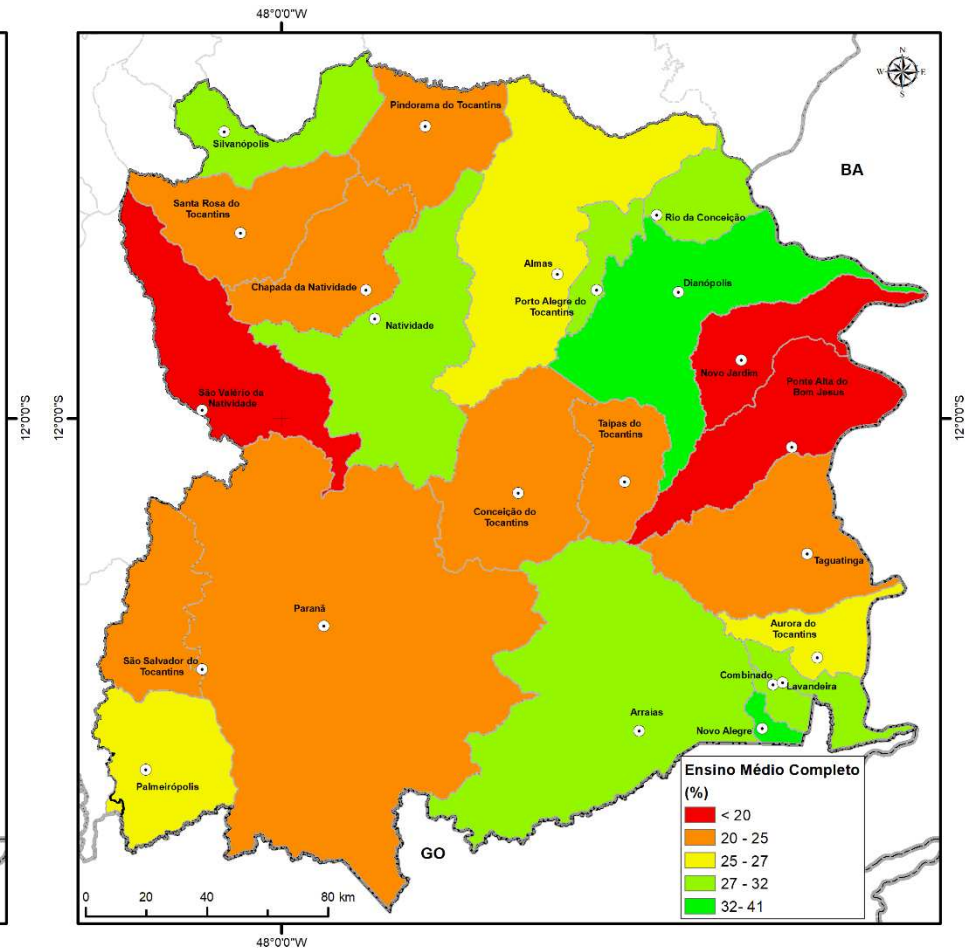 48°0'0"W
N
W E
S
Pindorama do Tocantins
Silvanópolis
BA
Santa Rosa do
Tocantins
Rio da Conceição
Almas
Chapada da Natividade
Dianópolis
Porto Alegre do
Tocantins
Natividade
Novo Jardim
Ponte Alta do
Bom Jesus
São Valério da
Natividade
12°0'0"S
12°0'0"S
12°0'0"S
Taipas do
Tocantins
Conceição do
Tocantins
Taguatinga
Paranã
Aurora do
Tocantins
São Salvador do
Tocantins
Combinado
Lavandeira
Arraias
Novo Alegre
Palmeirópolis
GO
Ensino Médio Completo
(%)
< 20
20 - 25
25 - 27
27 - 32
32- 41
0 20 40 80 km
48°0'0"W